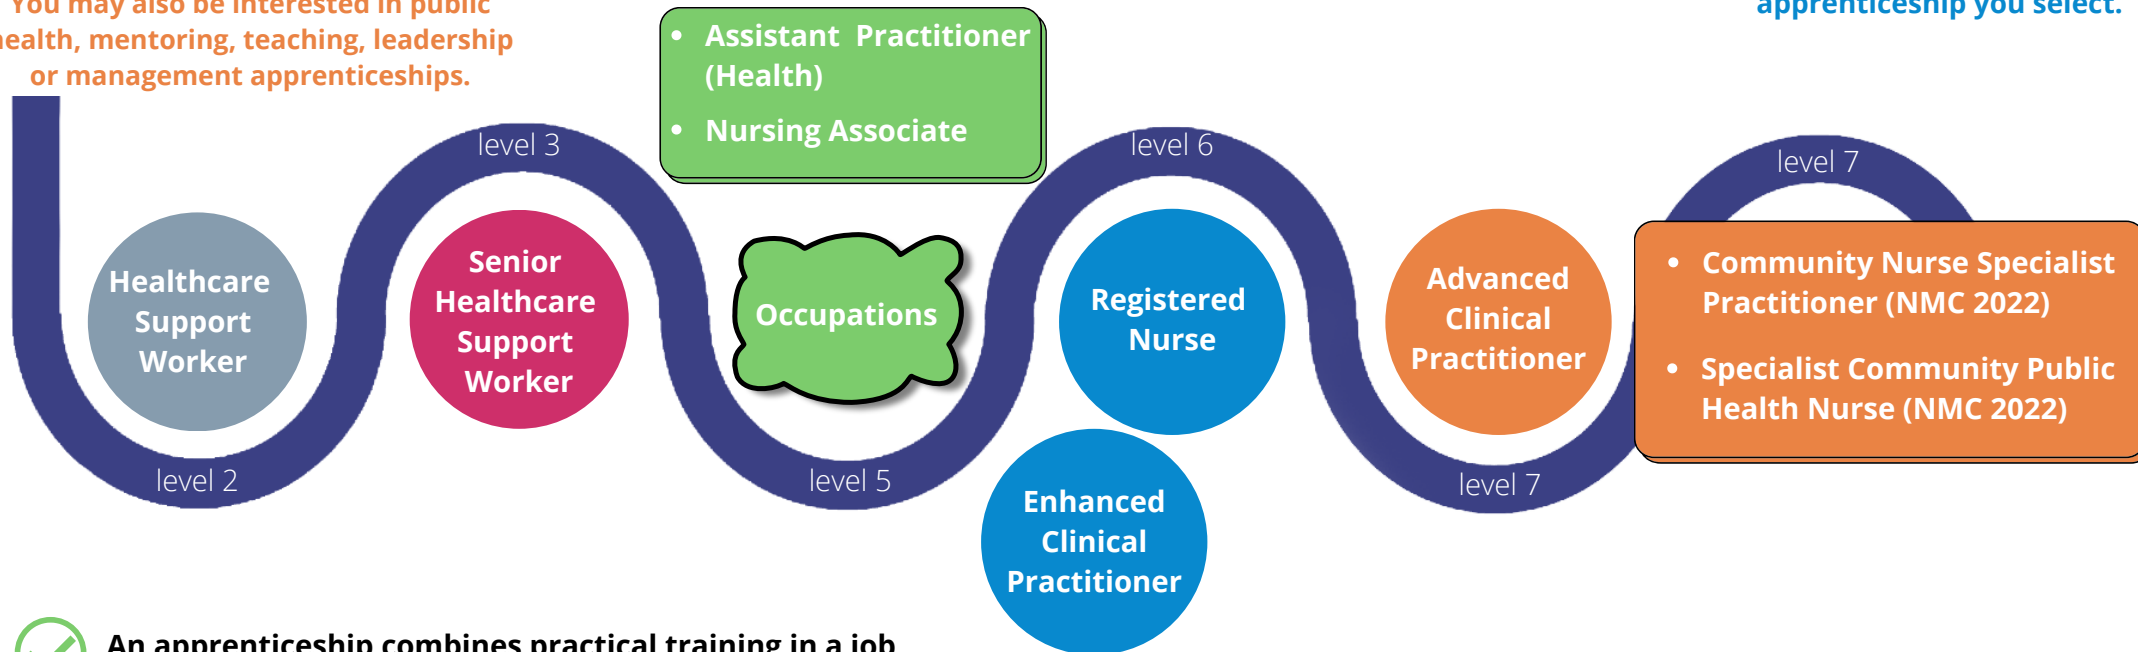 You may also be interested in public
health, mentoring, teaching, leadership
or management apprenticeships.
apprenticeship you select.
• Assistant Practitioner
(Health)
• Nursing Associate
level 3
level 6
level 7
Healthcare
Support
Worker
Senior
Healthcare
Support
Worker
Occupations
Registered
Nurse
Advanced
Clinical
Practitioner
• Community Nurse Specialist
Practitioner (NMC 2022)
• Specialist Community Public
Health Nurse (NMC 2022)
level 2
level 5
level 7
Enhanced
Clinical
Practitioner
An apprenticeship combines practical training in a job